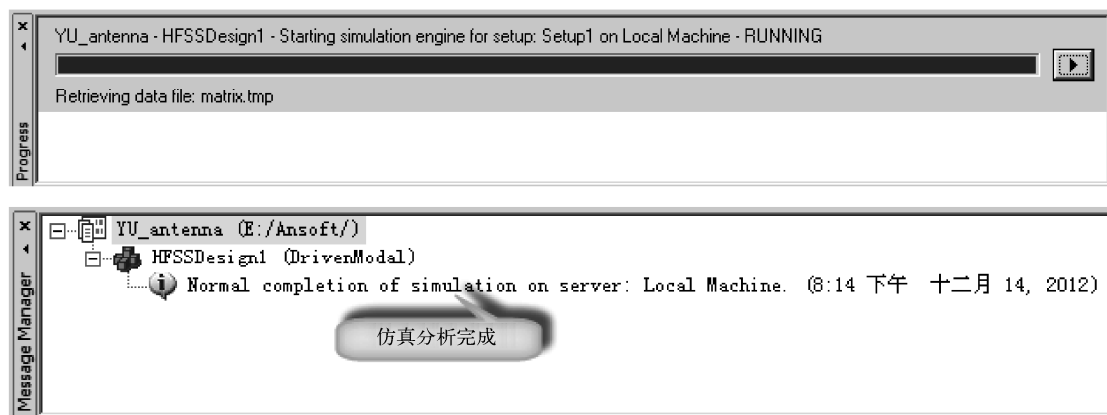 YU_antenna - HFSSDesign1 - Starting simulation engine for setup: Setup1 on Local Machine - RUNNING
Retrieving data file: matrix.tmp
Progress
YU_antenna (E:/Ansoft/)
HFSSDesign1 (DrivenModal)
Normal completion of simulation on server: Local Machine. (8:14 下午 十二月 14, 2012)
仿真分析完成
Message Manager